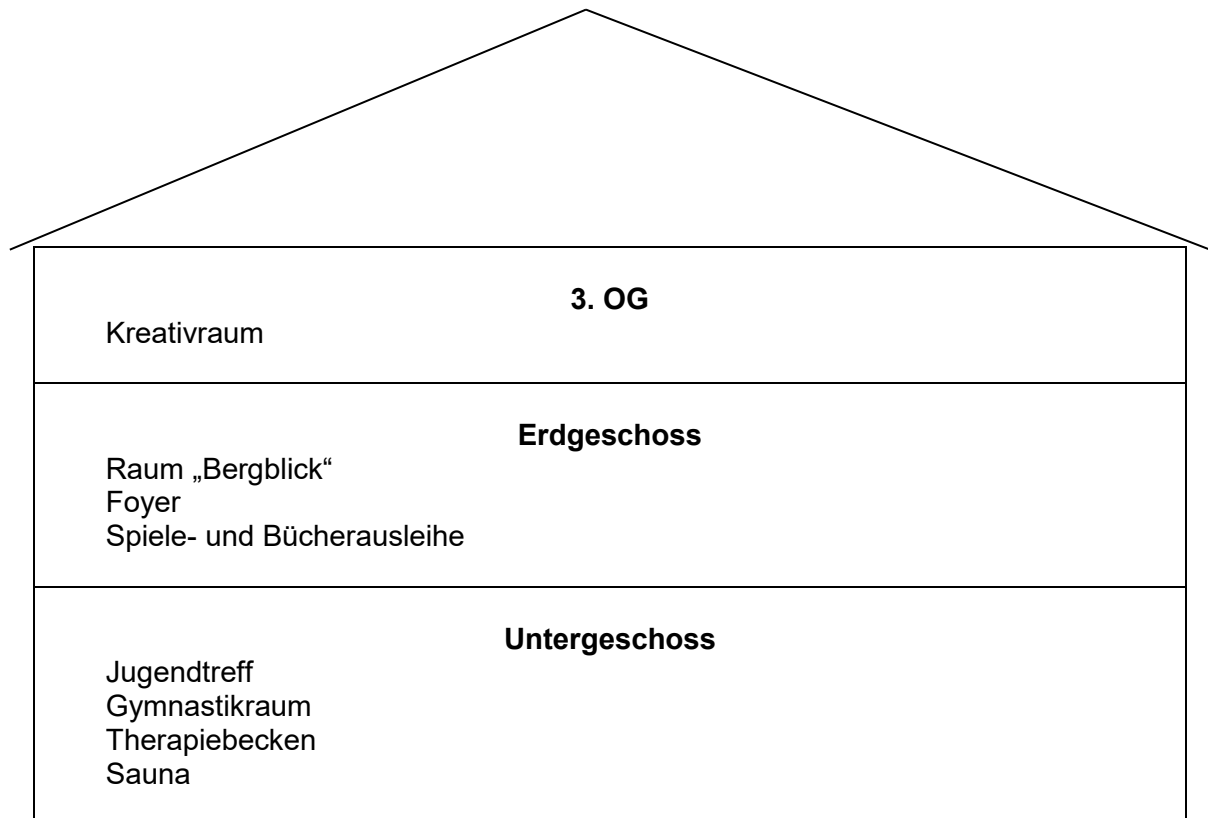 3. OG
Kreativraum
Erdgeschoss
Raum „Bergblick“
Foyer
Spiele- und Bücherausleihe
Untergeschoss
Jugendtreff
Gymnastikraum
Therapiebecken
Sauna